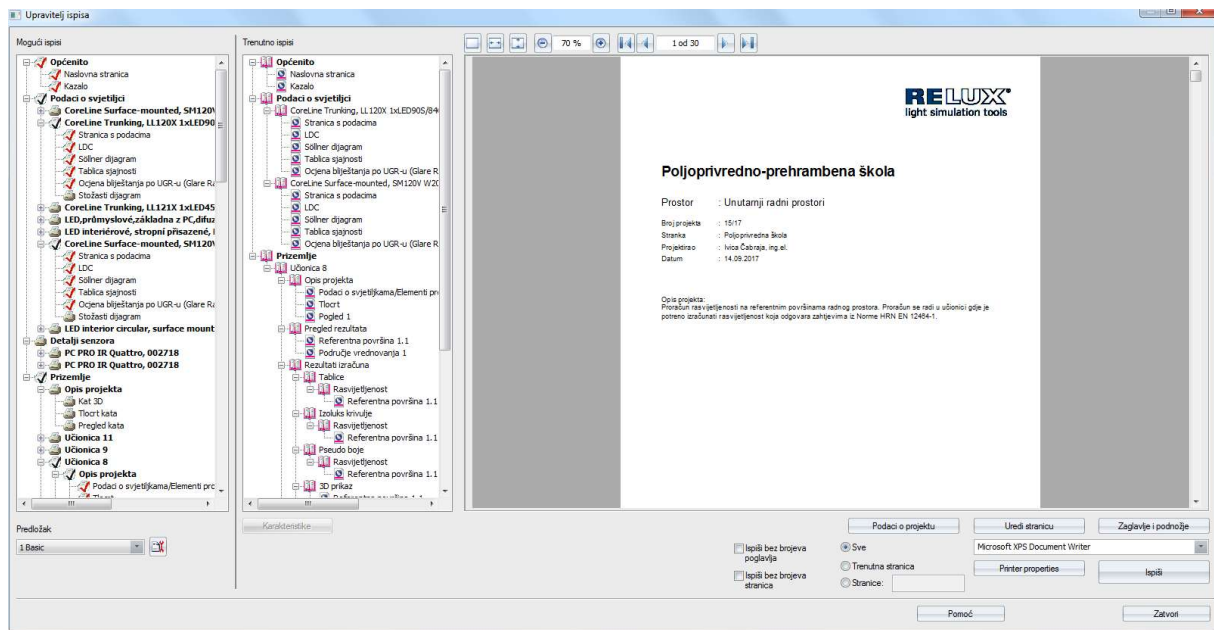 Upravitelj ispisa
Mogući ispisi
Općenito
Naslovna stranica
Kazalo
Podaci o svjetiljci
CoreLine Surface-mounted, SM120V
CoreLine Trunking, LL120X 1xLED90
Stranica s podacima
LDC
Söllner dijagram
Tablica sjajnosti
Ocjena bliještanja po UGR-u (Glare Ra
Stožasti dijagram
CoreLine Trunking, LL121X 1xLED45
LED,průmyslové,základna z PC,difuz
LED interiérové, stropní přisazené,
CoreLine Surface-mounted, SM120V
Stranica s podacima
LDC
Söllner dijagram
Tablica sjajnosti
Ocjena bliještanja po UGR-u (Glare Ra
Stožasti dijagram
LED interior circular, surface mount
Detalji senzora
PC PRO IR Quattro, 002718
PC PRO IR Quattro, 002718
Prizemlje
Opis projekta
Kat 3D
Tlocrt kata
Pregled kata
Učionica 11
Učionica 9
Učionica 8
Opis projekta
Podaci o svjetiljkama/Elementi prc
Tlocrt
Predložak
1 Basic
Trenutno ispisi
Općenito
Naslovna stranica
Kazalo
Podaci o svjetiljci
CoreLine Trunking, LL120X 1xLED90S/84
Stranica s podacima
LDC
Söllner dijagram
Tablica sjajnosti
Ocjena bliještanja po UGR-u (Glare R
CoreLine Surface-mounted, SM120V W20
Stranica s podacima
LDC
Söllner dijagram
Tablica sjajnosti
Ocjena bliještanja po UGR-u (Glare R
Prizemlje
Učionica 8
Opis projekta
Podaci o svjetiljkama/Elementi pr
Tlocrt
Pogled 1
Pregled rezultata
Referentna površina 1.1
Područje vrednovanja 1
Rezultati izračuna
Tablice
Rasvijetljenost
Referentna površina 1.1
Izoluks krivulje
Rasvijetljenost
Referentna površina 1.1
Pseudo boje
Rasvijetljenost
Referentna površina 1.1
3D prikaz
Referentna površina 1.1
Karakteristike
70 %
1 od 30
RELUX
light simulation tools
Poljoprivredno-prehrambena škola
Prostor : Unutarnji radni prostori
Broj projekta : 15/17
Stranka : Poljoprivredna škola
Projektirao : Ivica Čabraja, ing.el.
Datum : 14.09.2017
Opis projekta:
Proračun rasvijetljenosti na referentnim površinama radnog prostora. Proračun se radi u učionici gdje je
potreno izračunati rasvijetljenost koja odgovara zahtjevima iz Norme HRN EN 12464-1.
Podaci o projektu
Uredi stranicu
Zaglavlje i podnožje
Ispiši bez brojeva
poglavlja
Sve
Microsoft XPS Document Writer
Trenutna stranica
Printer properties
Ispiši
Ispiši bez brojeva
stranica
Stranice:
Pomoć
Zatvori